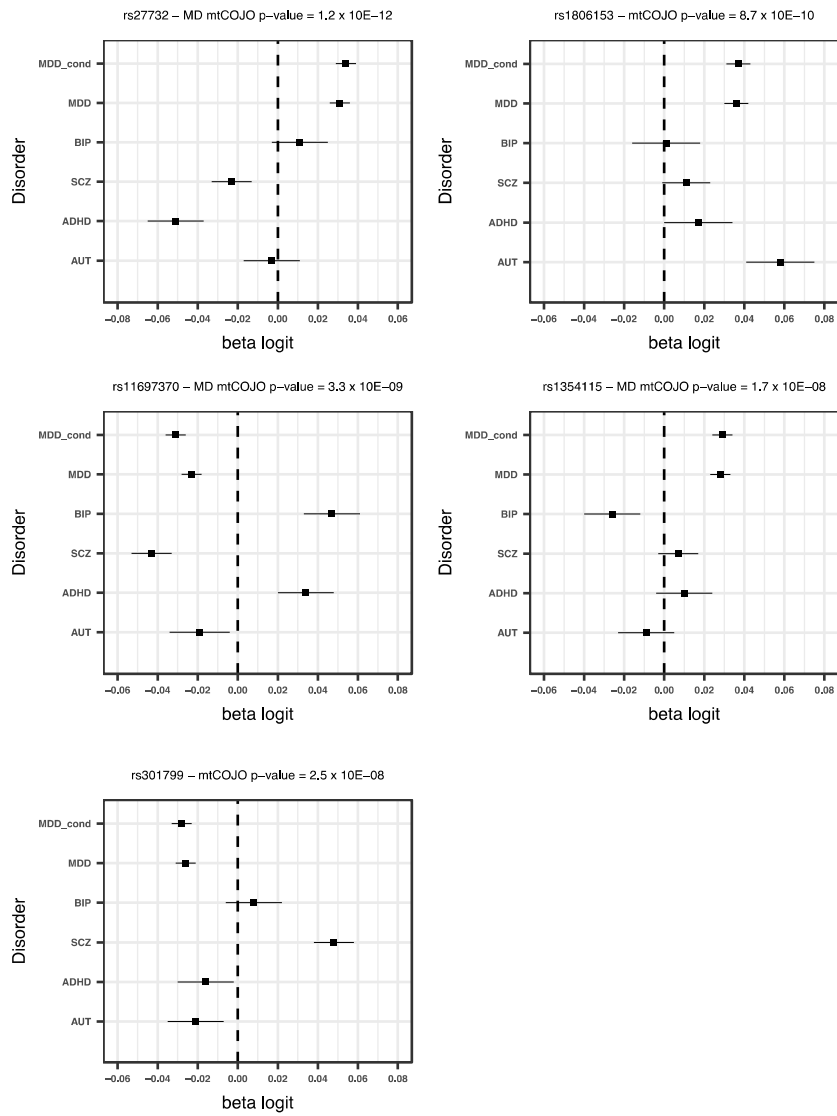 rs27732 – MD mtCOJO p–value = 1.2 x 10E–12
MDD_cond
MDD
BIP
SCZ
ADHD
AUT
Disorder
−0.08 −0.06 −0.04 −0.02 0.00 0.02 0.04 0.06
beta logit
rs1806153 – mtCOJO p–value = 8.7 x 10E–10
MDD_cond
MDD
BIP
SCZ
ADHD
AUT
Disorder
−0.06 −0.04 −0.02 0.00 0.02 0.04 0.06 0.08
beta logit
rs11697370 – MD mtCOJO p–value = 3.3 x 10E–09
MDD_cond
MDD
BIP
SCZ
ADHD
AUT
Disorder
−0.06 −0.04 −0.02 0.00 0.02 0.04 0.06 0.08
beta logit
rs1354115 – MD mtCOJO p–value = 1.7 x 10E–08
MDD_cond
MDD
BIP
SCZ
ADHD
AUT
Disorder
−0.06 −0.04 −0.02 0.00 0.02 0.04 0.06 0.08
beta logit
rs301799 – mtCOJO p–value = 2.5 x 10E–08
MDD_cond
MDD
BIP
SCZ
ADHD
AUT
Disorder
−0.06 −0.04 −0.02 0.00 0.02 0.04 0.06 0.08
beta logit